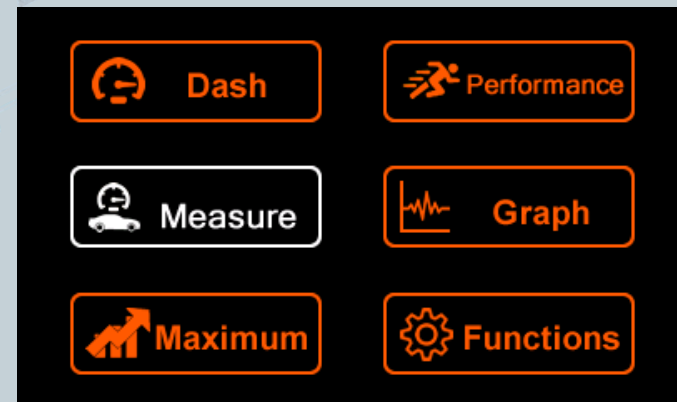 Dash
Performance
Measure
Graph
Maximum
Functions